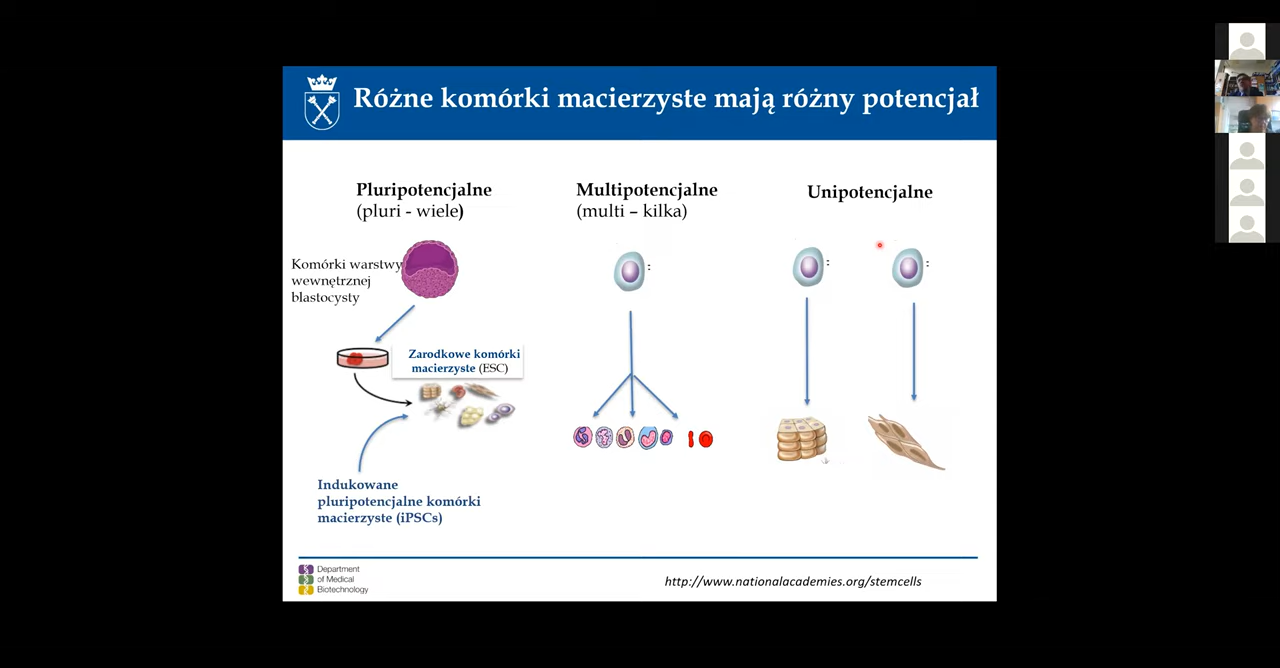 Różne komórki macierzyste mają różny potencjał
Pluripotencjalne
(pluri - wiele)
Komórki warstwy
wewnętrznej
blastocysty
Zarodkowe komórki
macierzyste (ESC)
Indukowane
pluripotencjalne komórki
macierzyste (iPSCs)
Multipotencjalne
(multi – kilka)
Unipotencjalne
Department
of Medical
Biotechnology
http://www.nationalacademies.org/stemcells